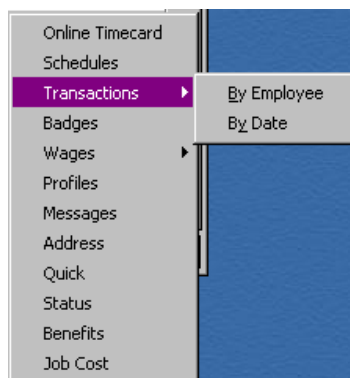 Online Timecard
Schedules
Transactions
By Employee
By Date
Badges
Wages
Profiles
Messages
Address
Quick
Status
Benefits
Job Cost